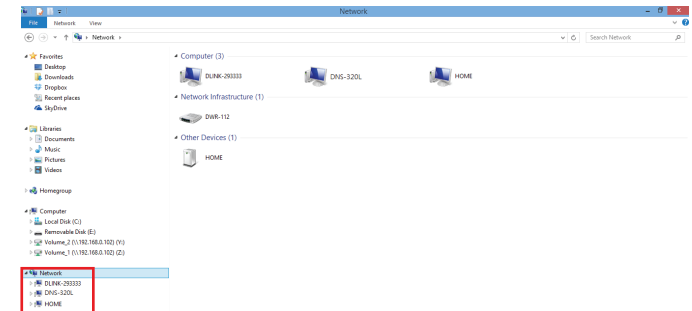 Network
File Network View
Network
Search Network
Favorites
Desktop
Downloads
Dropbox
Recent places
SkyDrive
Libraries
Documents
Music
Pictures
Videos
Homegroup
Computer
Local Disk (C:)
Removable Disk (E:)
Volume_2 (\\192.168.0.102) (Y:)
Volume_1 (\\192.168.0.102) (Z:)
Network
DLINK-293333
DNS-320L
HOME
Computer (3)
DLINK-293333 DNS-320L HOME
Network Infrastructure (1)
DWR-112
Other Devices (1)
HOME